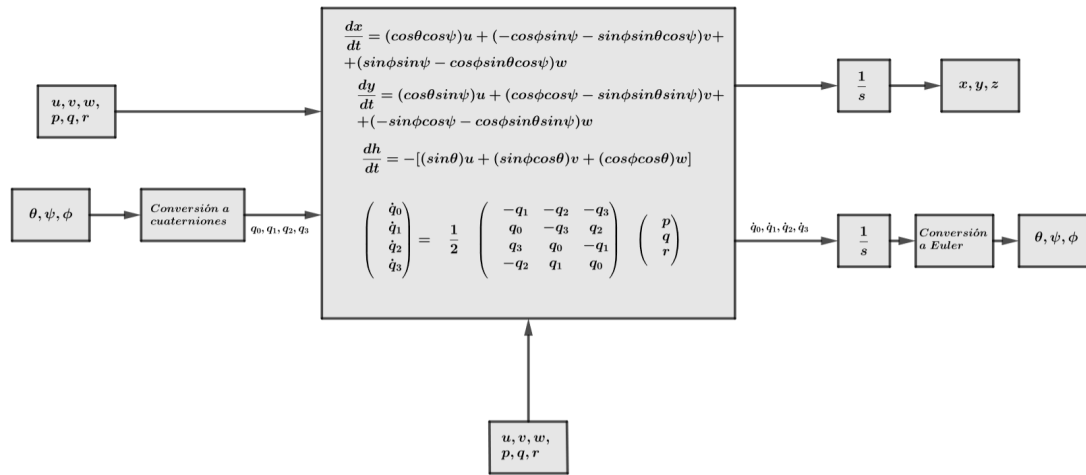 u, v, w,
p, q, r
θ, ψ, ϕ
Conversión a
cuaterniones
q₀, q₁, q₂, q₃
dx/dt = (cosθcosψ)u + (−cosϕsinψ − sinϕsinθcosψ)v+
+(sinϕsinψ − cosϕsinθcosψ)w
dy/dt = (cosθsinψ)u + (cosϕcosψ − sinϕsinθsinψ)v+
+(−sinϕcosψ − cosϕsinθsinψ)w
dh/dt = −[(sinθ)u + (sinϕcosθ)v + (cosϕcosθ)w]
q̇₀ −q₁ −q₂ −q₃
q̇₁ = 1/2 q₀ −q₃ q₂ p
q̇₂ q₃ q₀ −q₁ q
q̇₃ −q₂ q₁ q₀ r
1/s
x, y, z
q̇₀, q̇₁, q̇₂, q̇₃
1/s
Conversión
a Euler
θ, ψ, ϕ
u, v, w,
p, q, r